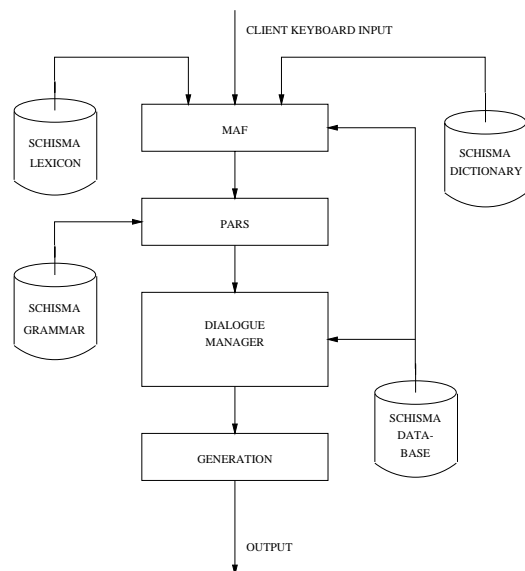 CLIENT KEYBOARD INPUT
MAF
SCHISMA
LEXICON
SCHISMA
DICTIONARY
PARS
SCHISMA
GRAMMAR
DIALOGUE
MANAGER
SCHISMA
DATA-
BASE
GENERATION
OUTPUT